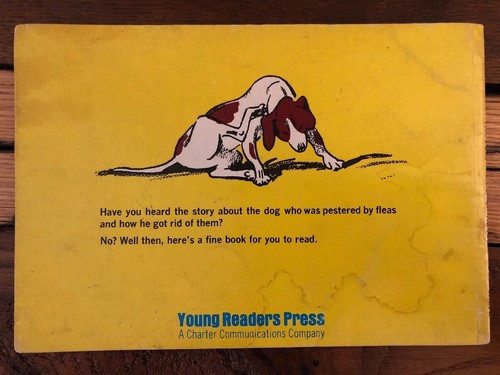 Have you heard the story about the dog who was pestered by fleas
and how he got rid of them?
No? Well then, here's a fine book for you to read.
Young Readers Press
A Charter Communications Company